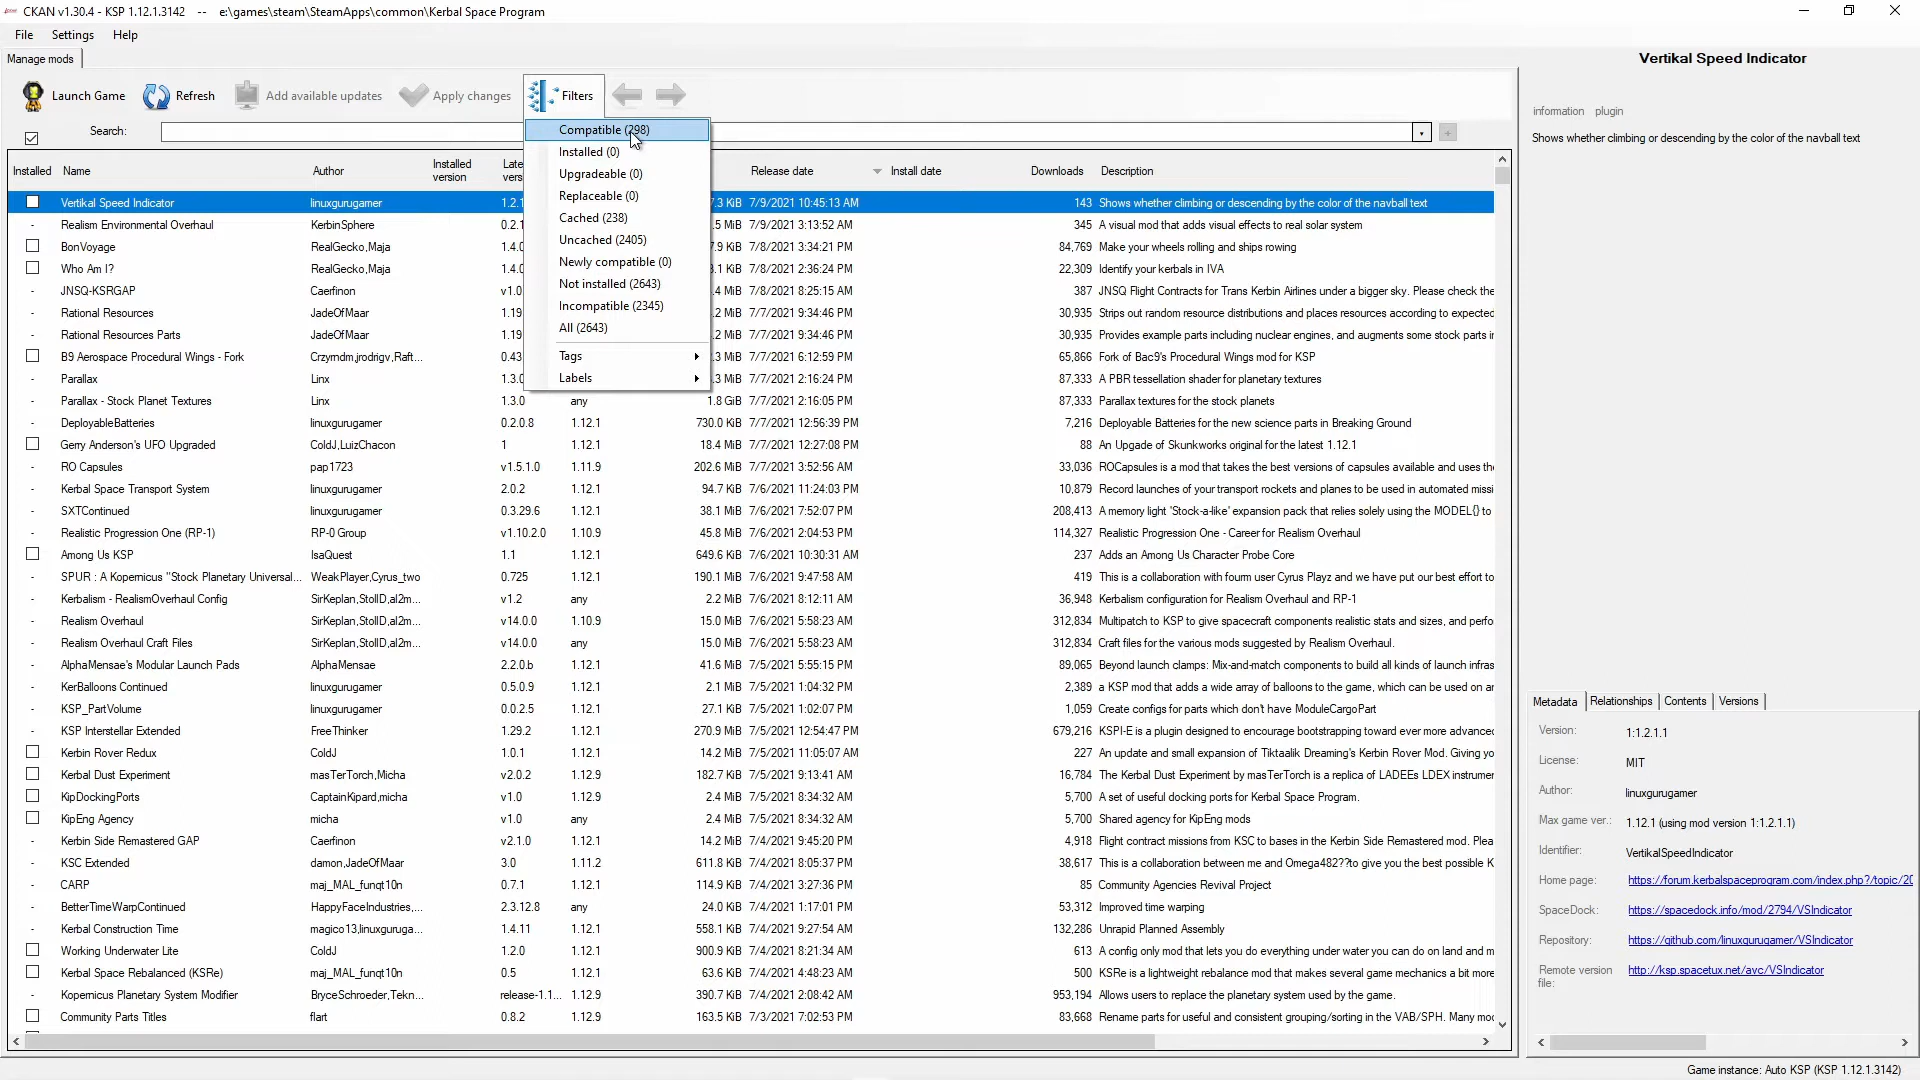 CKAN v1.30.4 - KSP 1.12.1.3142 -- e:\games\steam\SteamApps\common\Kerbal Space Program
File Settings Help
Manage mods
Launch Game Refresh Add available updates Apply changes Filters
Search:
Compatible (298)
Installed (0)
Upgradeable (0)
Replaceable (0)
Cached (238)
Uncached (2405)
Newly compatible (0)
Not installed (2643)
Incompatible (2345)
All (2643)
Tags
Labels
Installed Name Author Installed version Release date Install date Downloads Description
Vertikal Speed Indicator linuxgurugamer 7/9/2021 10:45:13 AM 143 Shows whether climbing or descending by the color of the navball text
- Realism Environmental Overhaul KerbinSphere 7/9/2021 3:13:52 AM 345 A visual mod that adds visual effects to real solar system
BonVoyage RealGecko,Maja 7/8/2021 3:34:21 PM 84,769 Make your wheels rolling and ships rowing
Who Am I? RealGecko,Maja 7/8/2021 2:36:24 PM 22,309 Identify your kerbals in IVA
- JNSQ-KSRGAP Caerfinon 7/8/2021 8:25:15 AM 387 JNSQ Flight Contracts for Trans Kerbin Airlines under a bigger sky. Please check the
- Rational Resources JadeOfMaar 7/7/2021 9:34:46 PM 30,935 Strips out random resource distributions and places resources according to expected
- Rational Resources Parts JadeOfMaar 7/7/2021 9:34:46 PM 30,935 Provides example parts including nuclear engines, and augments some stock parts
B9 Aerospace Procedural Wings - Fork Crzyrndm,jrodrigv,Raft... 7/7/2021 6:12:59 PM 65,866 Fork of Bac9's Procedural Wings mod for KSP
- Parallax Linx 7/7/2021 2:16:24 PM 87,333 A PBR tessellation shader for planetary textures
- Parallax - Stock Planet Textures Linx 1.3.0 any 1.8 GiB 7/7/2021 2:16:05 PM 87,333 Parallax textures for the stock planets
- DeployableBatteries linuxgurugamer 0.2.0.8 1.12.1 730.0 KiB 7/7/2021 12:56:39 PM 7,216 Deployable Batteries for the new science parts in Breaking Ground
Gerry Anderson's UFO Upgraded ColdJ,LuizChacon 1 1.12.1 18.4 MiB 7/7/2021 12:27:08 PM 88 An Upgade of Skunkworks original for the latest 1.12.1
- RO Capsules pap1723 v1.5.1.0 1.11.9 202.6 MiB 7/7/2021 3:52:56 AM 33,036 ROCapsules is a mod that takes the best versions of capsules available and uses the
- Kerbal Space Transport System linuxgurugamer 2.0.2 1.12.1 94.7 KiB 7/6/2021 11:24:03 PM 10,879 Record launches of your transport rockets and planes to be used in automated missi
- SXTContinued linuxgurugamer 0.3.29.6 1.12.1 38.1 MiB 7/6/2021 7:52:07 PM 208,413 A memory light 'Stock-a-like' expansion pack that relies solely using the MODEL{} to
- Realistic Progression One (RP-1) RP-0 Group v1.10.2.0 1.10.9 45.8 MiB 7/6/2021 2:04:53 PM 114,327 Realistic Progression One - Career for Realism Overhaul
Among Us KSP IsaQuest 1.1 1.12.1 649.6 KiB 7/6/2021 10:30:31 AM 237 Adds an Among Us Character Probe Core
- SPUR : A Kopernicus "Stock Planetary Universal... WeakPlayer,Cyrus_two 0.725 1.12.1 190.1 MiB 7/6/2021 9:47:58 AM 419 This is a collaboration with fourm user Cyrus Playz and we have put our best effort to
- Kerbalism - RealismOverhaul Config SirKeplan,StollD,al2m... v1.2 any 2.2 MiB 7/6/2021 8:12:11 AM 36,948 Kerbalism configuration for Realism Overhaul and RP-1
- Realism Overhaul SirKeplan,StollD,al2m... v14.0.0 1.10.9 15.0 MiB 7/6/2021 5:58:23 AM 312,834 Multipatch to KSP to give spacecraft components realistic stats and sizes, and perfo
- Realism Overhaul Craft Files SirKeplan,StollD,al2m... v14.0.0 any 15.0 MiB 7/6/2021 5:58:23 AM 312,834 Craft files for the various mods suggested by Realism Overhaul.
- AlphaMensae's Modular Launch Pads AlphaMensae 2.2.0.b 1.12.1 41.6 MiB 7/5/2021 5:55:15 PM 89,065 Beyond launch clamps: Mix-and-match components to build all kinds of launch infras
- KerBalloons Continued linuxgurugamer 0.5.0.9 1.12.1 2.1 MiB 7/5/2021 1:04:32 PM 2,389 a KSP mod that adds a wide array of balloons to the game, which can be used on ar
- KSP_PartVolume linuxgurugamer 0.0.2.5 1.12.1 27.1 KiB 7/5/2021 1:02:07 PM 1,059 Create configs for parts which don't have ModuleCargoPart
- KSP Interstellar Extended FreeThinker 1.29.2 1.12.1 270.9 MiB 7/5/2021 12:54:47 PM 679,216 KSPI-E is a plugin designed to encourage bootstrapping toward ever more advanced
Kerbin Rover Redux ColdJ 1.0.1 1.12.1 14.2 MiB 7/5/2021 11:05:07 AM 227 An update and small expansion of Tiktaalik Dreaming's Kerbin Rover Mod. Giving yo
Kerbal Dust Experiment masTerTorch,Micha v2.0.2 1.12.9 182.7 KiB 7/5/2021 9:13:41 AM 16,784 The Kerbal Dust Experiment by masTerTorch is a replica of LADEEs LDEX instrumen
KipDockingPorts CaptainKipard,micha v1.0 1.12.9 2.4 MiB 7/5/2021 8:34:32 AM 5,700 A set of useful docking ports for Kerbal Space Program.
KipEng Agency micha v1.0 any 2.4 MiB 7/5/2021 8:34:32 AM 5,700 Shared agency for KipEng mods
- Kerbin Side Remastered GAP Caerfinon v2.1.0 1.12.1 14.2 MiB 7/4/2021 9:45:20 PM 4,918 Flight contract missions from KSC to bases in the Kerbin Side Remastered mod. Plea
- KSC Extended damon,JadeOfMaar 3.0 1.11.2 611.8 KiB 7/4/2021 8:05:37 PM 38,617 This is a collaboration between me and Omega482??to give you the best possible K
- CARP maj_MAL_funqt10n 0.7.1 1.12.1 114.9 KiB 7/4/2021 3:27:36 PM 85 Community Agencies Revival Project
- BetterTimeWarpContinued HappyFaceIndustries,... 2.3.12.8 any 24.0 KiB 7/4/2021 1:17:01 PM 53,312 Improved time warping
- Kerbal Construction Time magico13,linuxguruga... 1.4.11 1.12.1 558.1 KiB 7/4/2021 9:27:54 AM 132,286 Unrapid Planned Assembly
Working Underwater Lite ColdJ 1.2.0 1.12.1 900.9 KiB 7/4/2021 8:21:34 AM 613 A config only mod that lets you do everything under water you can do on land and m
Kerbal Space Rebalanced (KSRe) maj_MAL_funqt10n 0.5 1.12.1 63.6 KiB 7/4/2021 4:48:23 AM 500 KSRe is a lightweight rebalance mod that makes several game mechanics a bit more
- Kopernicus Planetary System Modifier BryceSchroeder,Tekn... release-1.1... 1.12.9 390.7 KiB 7/4/2021 2:08:42 AM 953,194 Allows users to replace the planetary system used by the game.
Community Parts Titles flart 0.8.2 1.12.9 163.5 KiB 7/3/2021 7:02:53 PM 83,668 Rename parts for useful and consistent grouping/sorting in the VAB/SPH. Many mod
Vertikal Speed Indicator
information plugin
Shows whether climbing or descending by the color of the navball text
Metadata Relationships Contents Versions
Version: 1:1.2.1.1
License: MIT
Author: linuxgurugamer
Max game ver.: 1.12.1 (using mod version 1:1.2.1.1)
Identifier: VertikalSpeedIndicator
Home page: https://forum.kerbalspaceprogram.com/index.php?/topic/20
SpaceDock: https://spacedock.info/mod/2794/VSIndicator
Repository: https://github.com/linuxgurugamer/VSIndicator
Remote version file: http://ksp.spacetux.net/avc/VSIndicator
Game instance: Auto KSP (KSP 1.12.1.3142)